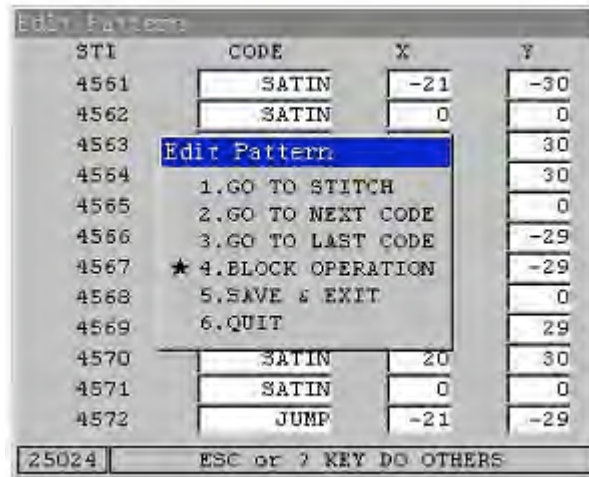 Edit Pattern
STI CODE X Y
4561 SATIN -21 -30
4562 SATIN 0 0
4563 30
4564 30
4565 0
4566 -29
4567 -29
4568 0
4569 29
4570 SATIN 20 30
4571 SATIN 0 0
4572 JUMP -21 -29
Edit Pattern
1.GO TO STITCH
2.GO TO NEXT CODE
3.GO TO LAST CODE
★ 4.BLOCK OPERATION
5.SAVE & EXIT
6.QUIT
25024 ESC or ? KEY DO OTHERS